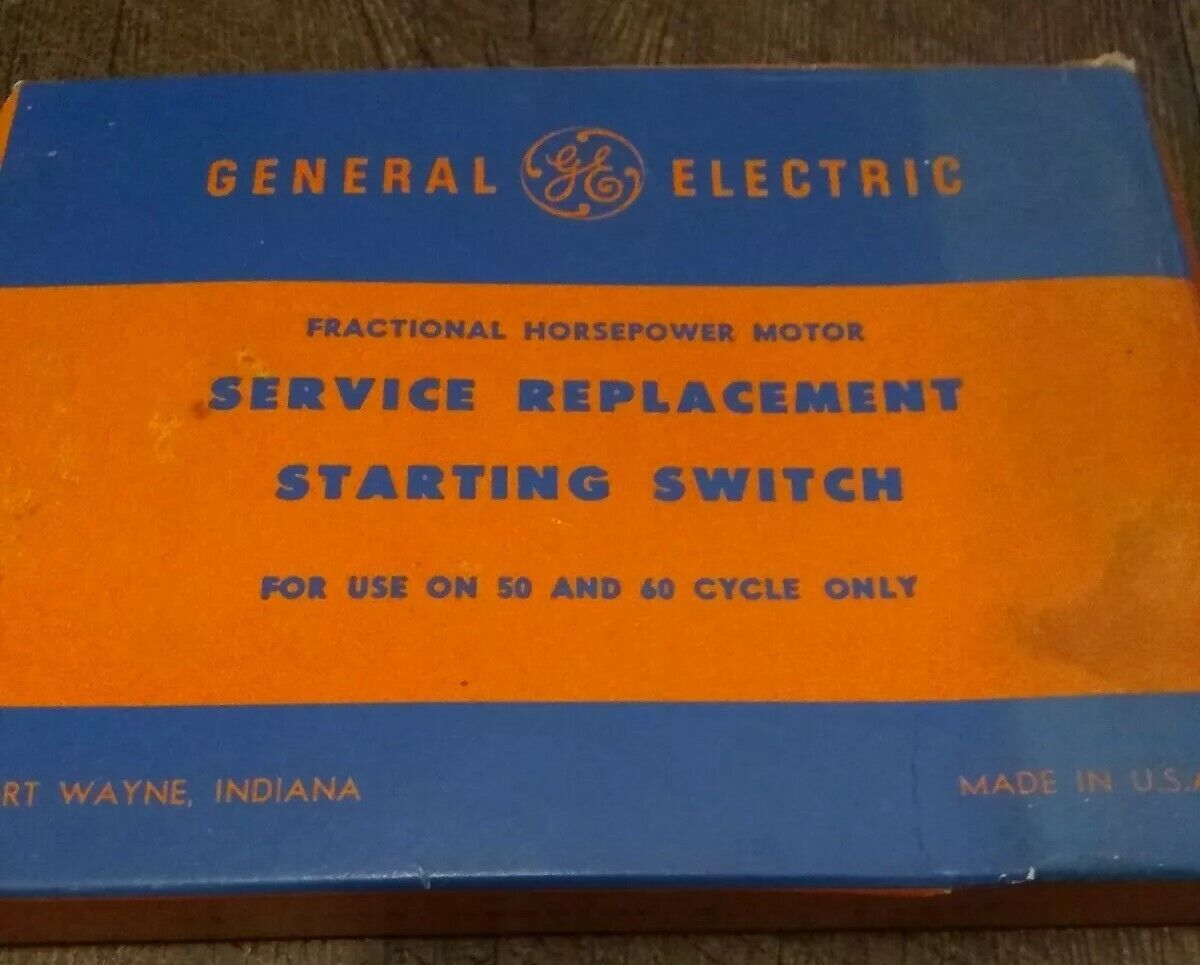 GENERAL GE ELECTRIC
FRACTIONAL HORSEPOWER MOTOR
SERVICE REPLACEMENT
STARTING SWITCH
FOR USE ON 50 AND 60 CYCLE ONLY
RT WAYNE, INDIANA
MADE IN U.S.A